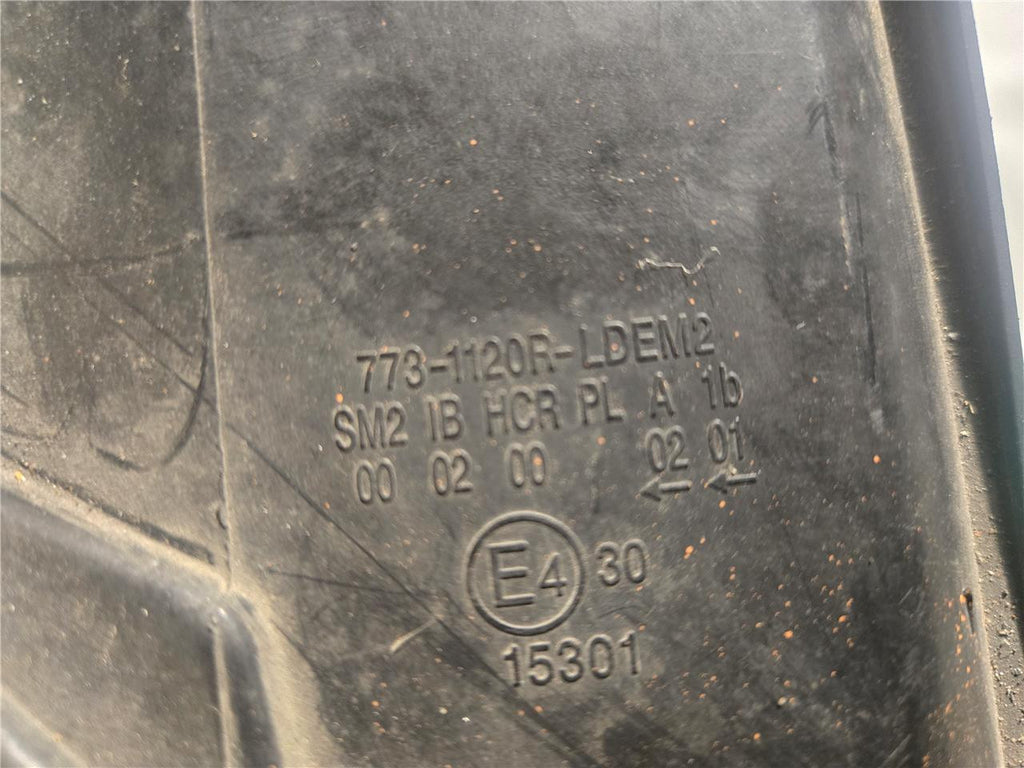 773-1120R-LDEM2
SM2 IB HCR PL A 1b
00 02 00 02 01
← ←
E4 30
15301